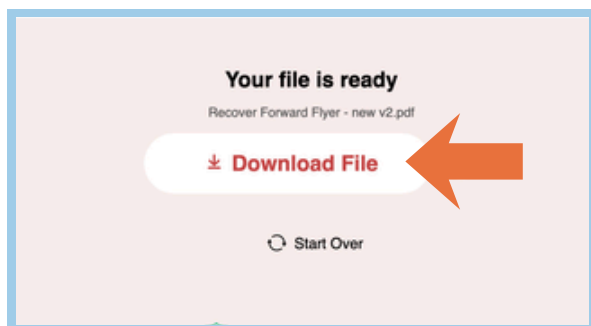 Your file is ready
Recover Forward Flyer - new v2.pdf
Download File
Start Over